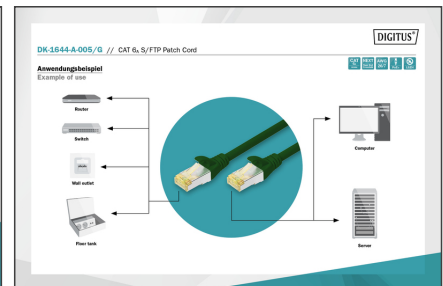 DIGITUS®
DK-1644-A-005/G // CAT 6A S/FTP Patch Cord
Anwendungsbeispiel
Example of use
Router
Switch
Wall outlet
Floor tank
Computer
Server